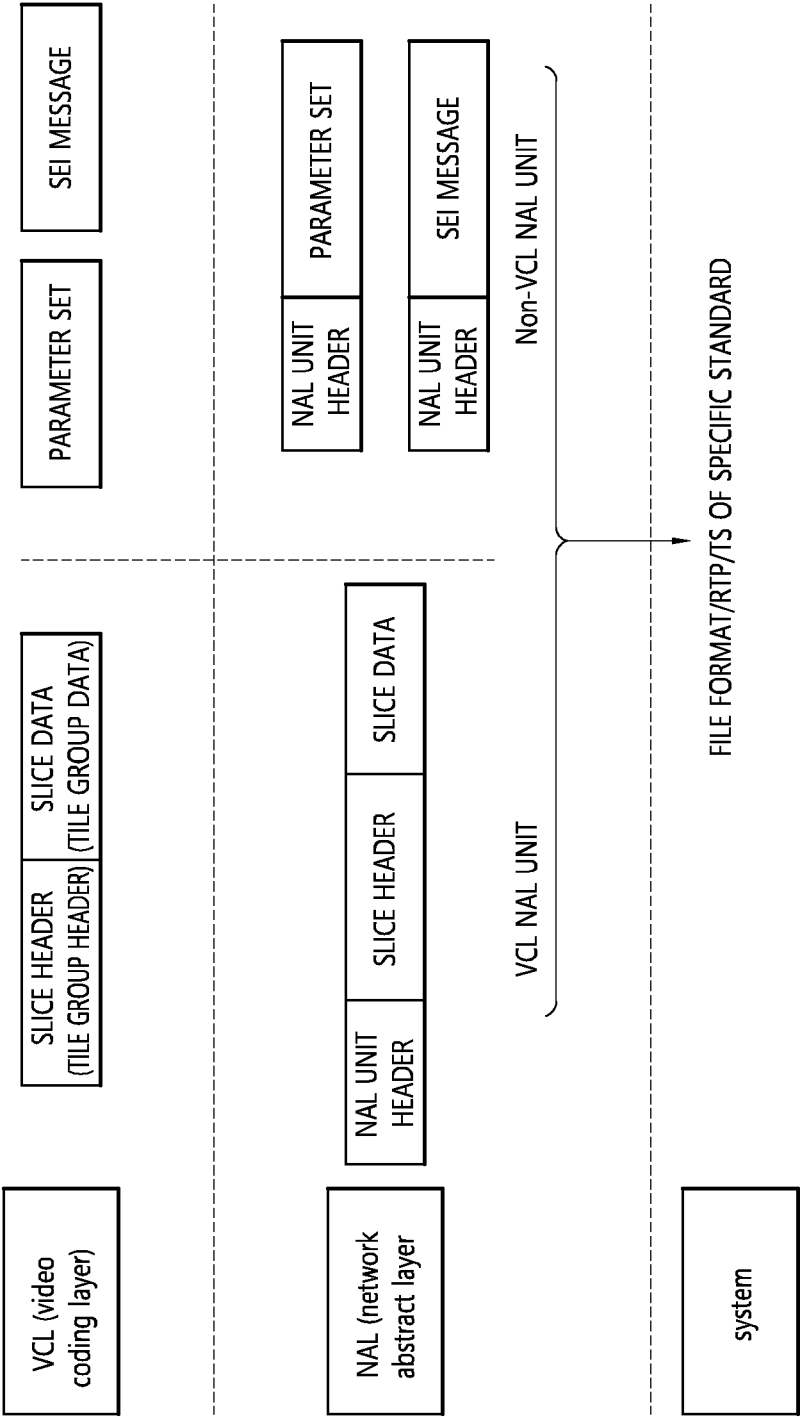 VCL (video
coding layer)
SLICE HEADER
(TILE GROUP HEADER)
SLICE DATA
(TILE GROUP DATA)
PARAMETER SET
SEI MESSAGE
NAL (network
abstract layer
NAL UNIT
HEADER
SLICE HEADER
SLICE DATA
NAL UNIT
HEADER
PARAMETER SET
NAL UNIT
HEADER
SEI MESSAGE
VCL NAL UNIT
Non-VCL NAL UNIT
system
FILE FORMAT/RTP/TS OF SPECIFIC STANDARD